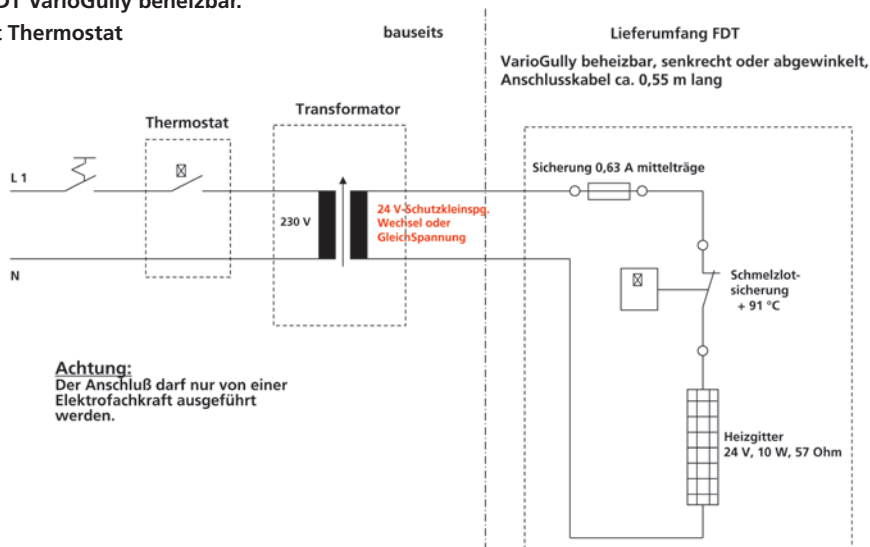 DT VarioGully beheizbar.
t Thermostat
bauseits
Lieferumfang FDT
VarioGully beheizbar, senkrecht oder abgewinkelt,
Anschlusskabel ca. 0,55 m lang
Transformator
Thermostat
Sicherung 0,63 A mittelträge
L 1
230 V
24 V-Schutzkleinspg.
Wechsel oder
GleichSpannung
N
Schmelzlot-
sicherung
+ 91 °C
Achtung:
Der Anschluß darf nur von einer
Elektrofachkraft ausgeführt
werden.
Heizgitter
24 V, 10 W, 57 Ohm